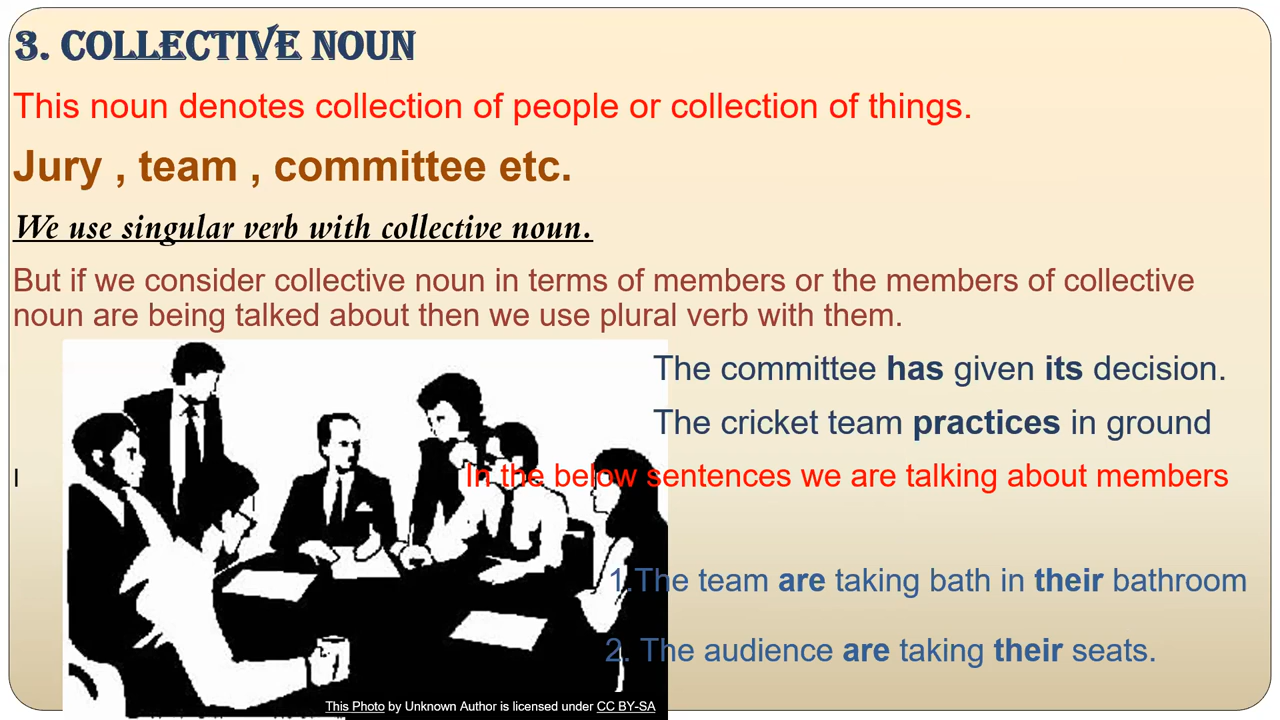 3. COLLECTIVE NOUN
This noun denotes collection of people or collection of things.
Jury , team , committee etc.
We use singular verb with collective noun.
But if we consider collective noun in terms of members or the members of collective
noun are being talked about then we use plural verb with them.
The committee has given its decision.
The cricket team practices in ground
I
In the below sentences we are talking about members
1.The team are taking bath in their bathroom
2. The audience are taking their seats.
This Photo by Unknown Author is licensed under CC BY-SA